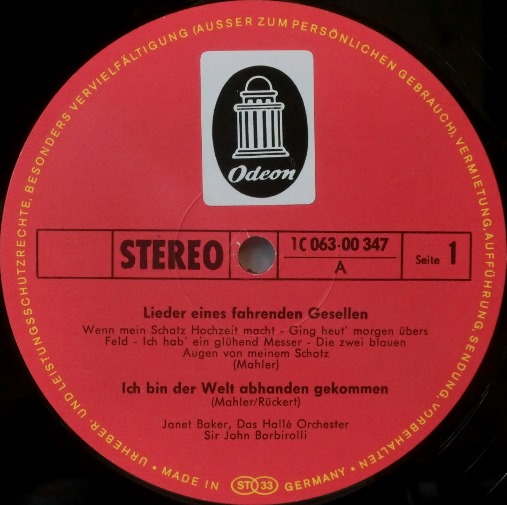 URHEBER- UND LEISTUNGSSCHUTZRECHTE, BESONDERS VERVIELFÄLTIGUNG (AUSSER ZUM PERSÖNLICHEN GEBRAUCH), VERMIETUNG, AUFFÜHRUNG, SENDUNG, VORBEHALTEN
Odeon
STEREO
1C 063-00 347
A
Seite 1
Lieder eines fahrenden Gesellen
Wenn mein Schatz Hochzeit macht - Ging heut' morgen übers
Feld - Ich hab' ein glühend Messer - Die zwei blauen
Augen von meinem Schatz
(Mahler)
Ich bin der Welt abhanden gekommen
(Mahler/Rückert)
Janet Baker, Das Hallé Orchester
Sir John Barbirolli
• MADE IN ST 33 GERMANY •